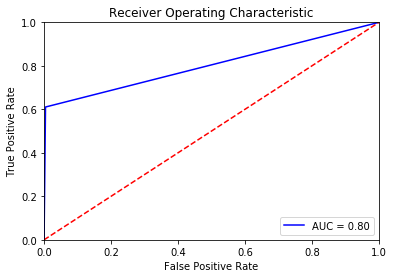 Receiver Operating Characteristic
1.0
0.8
0.6
0.4
0.2
0.0
True Positive Rate
AUC = 0.80
0.0 0.2 0.4 0.6 0.8 1.0
False Positive Rate